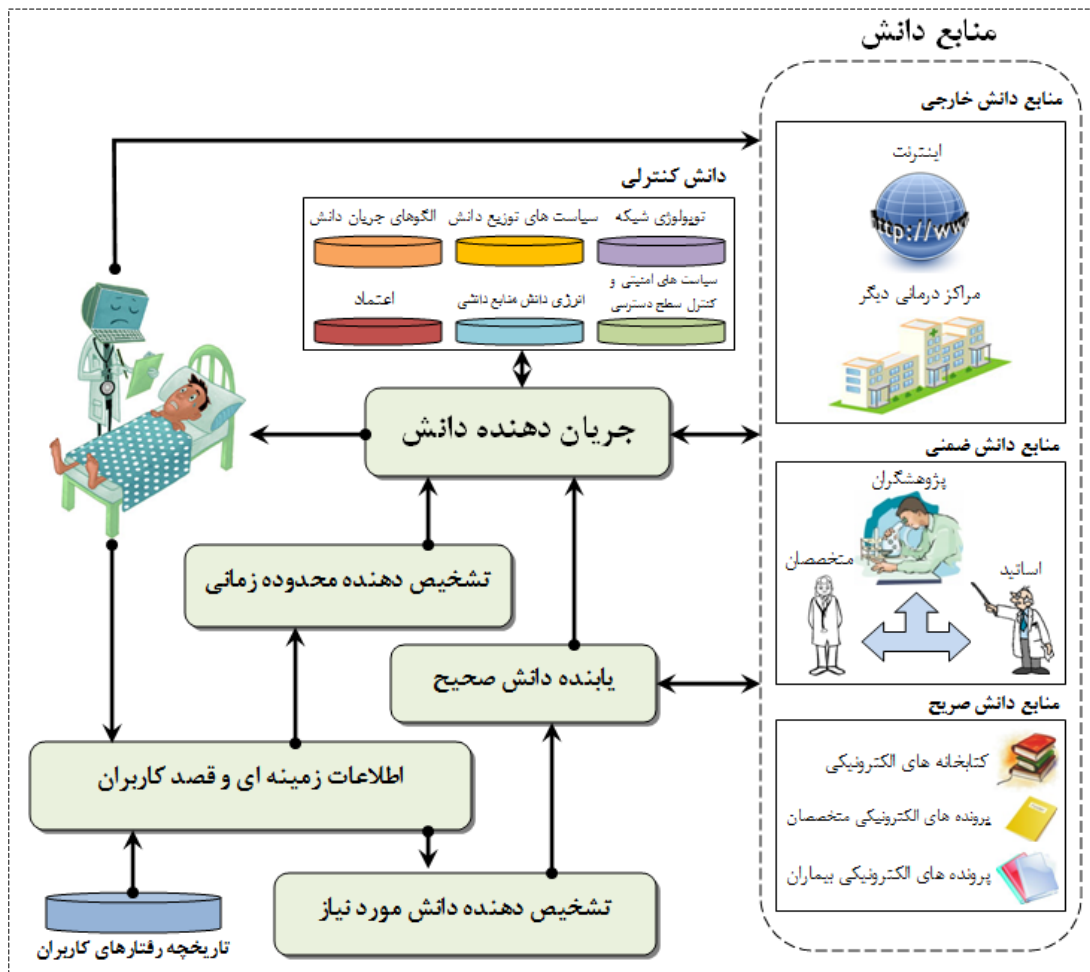 منابع دانش
منابع دانش خارجی
اینترنت
http://www
مراکز درمانی دیگر
دانش کنترلی
توپولوژی شبکه
سیاست های توزیع دانش
الگوهای جریان دانش
سیاست های امنیتی و
کنترل سطح دسترسی
انرژی دانش منابع دانشی
اعتماد
جریان دهنده دانش
منابع دانش ضمنی
پژوهشگران
متخصصان
اساتید
تشخیص دهنده محدوده زمانی
یابنده دانش صحیح
منابع دانش صریح
کتابخانه های الکترونیکی
پرونده های الکترونیکی متخصصان
پرونده های الکترونیکی بیماران
اطلاعات زمینه ای و قصد کاربران
تشخیص دهنده دانش مورد نیاز
تاریخچه رفتارهای کاربران